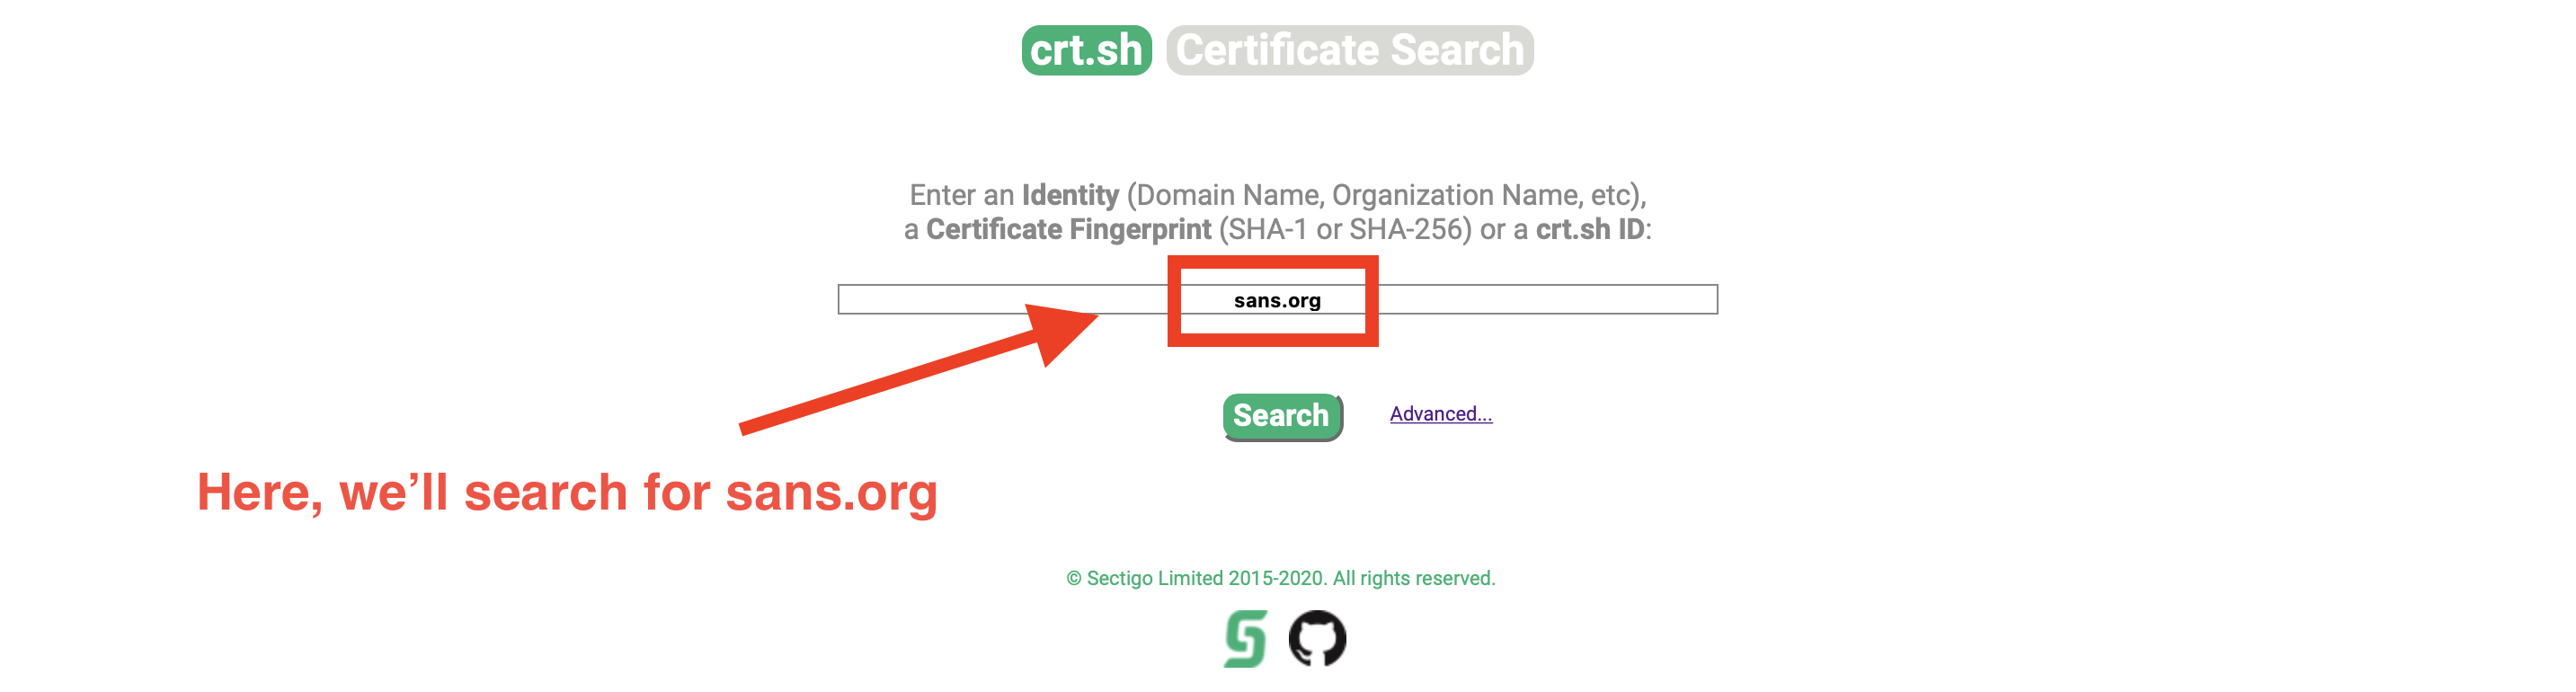 crt.sh Certificate Search
Enter an Identity (Domain Name, Organization Name, etc),
a Certificate Fingerprint (SHA-1 or SHA-256) or a crt.sh ID:
sans.org
Search Advanced...
Here, we’ll search for sans.org
© Sectigo Limited 2015-2020. All rights reserved.